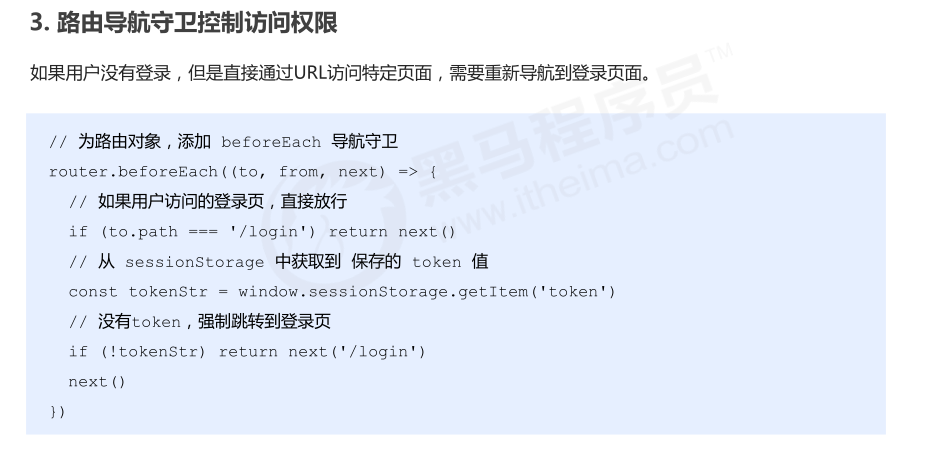 3. 路由导航守卫控制访问权限
如果用户没有登录，但是直接通过URL访问特定页面，需要重新导航到登录页面。
// 为路由对象，添加 beforeEach 导航守卫
router.beforeEach((to, from, next) => {
// 如果用户访问的登录页，直接放行
if (to.path === '/login') return next()
// 从 sessionStorage 中获取到 保存的 token 值
const tokenStr = window.sessionStorage.getItem('token')
// 没有token，强制跳转到登录页
if (!tokenStr) return next('/login')
next()
})
黑马程序员™
www.itheima.com